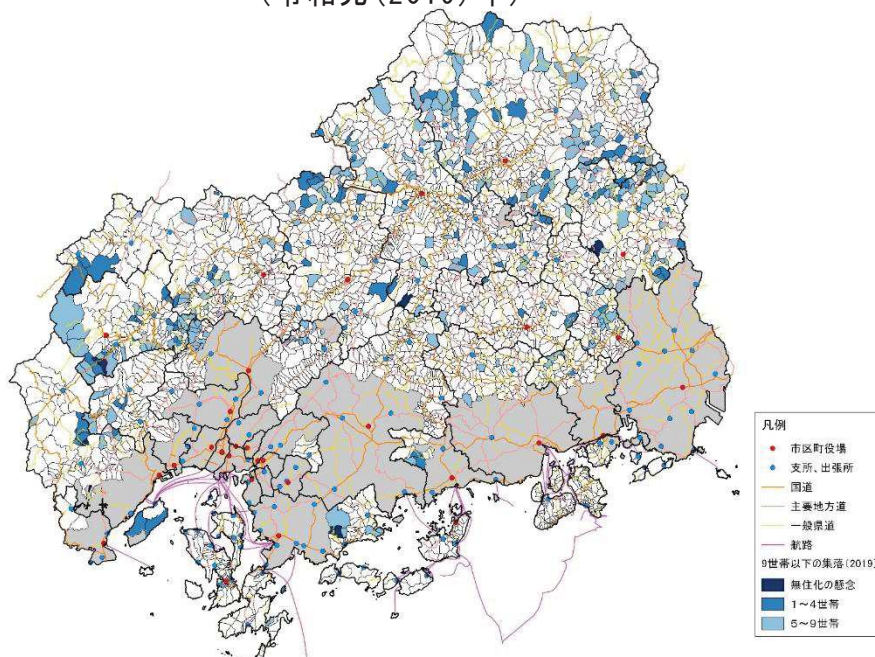 凡例
市区町役場
支所、出張所
国道
主要地方道
一般県道
航路
9世帯以下の集落(2019)
無住化の懸念
1～4世帯
5～9世帯